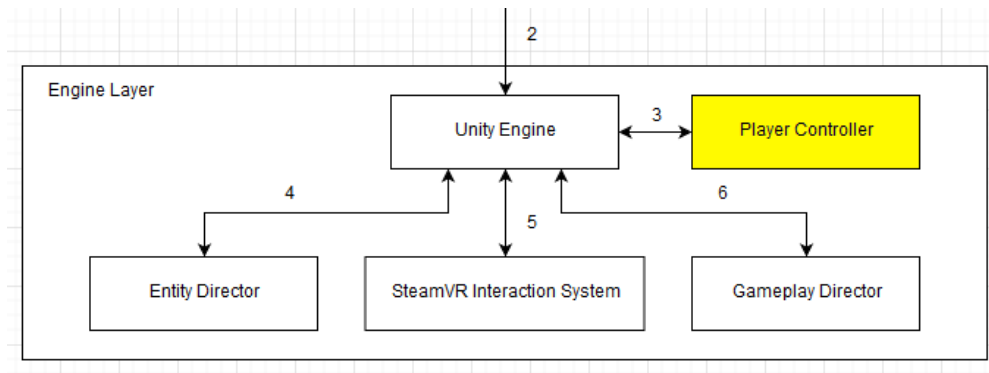 2
Engine Layer
Unity Engine
3
Player Controller
4
5
6
Entity Director
SteamVR Interaction System
Gameplay Director